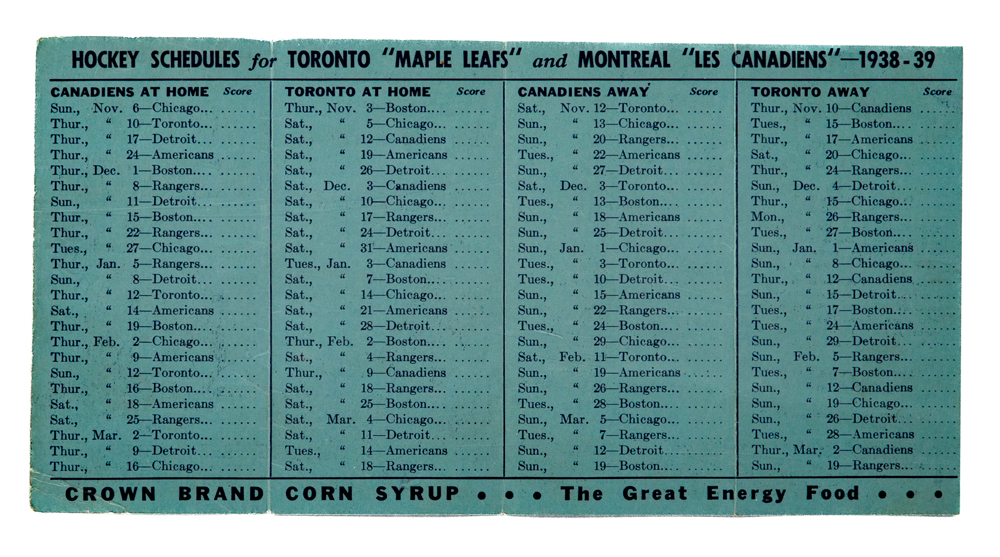 HOCKEY SCHEDULES for TORONTO "MAPLE LEAFS" and MONTREAL "LES CANADIENS"—1938-39
CANADIENS AT HOME Score
Sun., Nov. 6—Chicago... ......
Thur., " 10—Toronto... ......
Thur., " 17—Detroit... ......
Thur., " 24—Americans ......
Thur., Dec. 1—Boston.... ......
Thur., " 8—Rangers... ......
Sun., " 11—Detroit... ......
Thur., " 15—Boston.... ......
Thur., " 22—Rangers... ......
Tues., " 27—Chicago... ......
Thur., Jan. 5—Rangers... ......
Sun., " 8—Detroit... ......
Thur., " 12—Toronto... ......
Sat., " 14—Americans ......
Thur., " 19—Boston.... ......
Thur., Feb. 2—Chicago... ......
Thur., " 9—Americans ......
Sun., " 12—Toronto... ......
Thur., " 16—Boston.... ......
Sat., " 18—Americans ......
Sat., " 25—Rangers... ......
Thur., Mar. 2—Toronto... ......
Thur., " 9—Detroit... ......
Thur., " 16—Chicago... ......
TORONTO AT HOME Score
Thur., Nov. 3—Boston.... ......
Sat., " 5—Chicago... ......
Sat., " 12—Canadiens ......
Sat., " 19—Americans ......
Sat., " 26—Detroit... ......
Sat., Dec. 3—Canadiens ......
Sat., " 10—Chicago... ......
Sat., " 17—Rangers... ......
Sat., " 24—Detroit... ......
Sat., " 31—Americans ......
Tues., Jan. 3—Canadiens ......
Sat., " 7—Boston.... ......
Sat., " 14—Chicago... ......
Sat., " 21—Americans ......
Sat., " 28—Detroit... ......
Thur., Feb. 2—Boston.... ......
Sat., " 4—Rangers... ......
Thur., " 9—Canadiens ......
Sat., " 18—Rangers... ......
Sat., " 25—Boston.... ......
Sat., Mar. 4—Chicago... ......
Sat., " 11—Detroit... ......
Tues., " 14—Americans ......
Sat., " 18—Rangers... ......
CANADIENS AWAY Score
Sat., Nov. 12—Toronto... ......
Sun., " 13—Chicago... ......
Sun., " 20—Rangers... ......
Tues., " 22—Americans ......
Sun., " 27—Detroit... ......
Sat., Dec. 3—Toronto... ......
Tues., " 13—Boston.... ......
Sun., " 18—Americans ......
Sun., " 25—Detroit... ......
Sun., Jan. 1—Chicago... ......
Tues., " 3—Toronto... ......
Tues., " 10—Detroit... ......
Sun., " 15—Americans ......
Sun., " 22—Rangers... ......
Tues., " 24—Boston.... ......
Sun., " 29—Chicago... ......
Sat., Feb. 11—Toronto... ......
Sun., " 19—Americans ......
Sun., " 26—Rangers... ......
Tues., " 28—Boston.... ......
Sun., Mar. 5—Chicago... ......
Tues., " 7—Rangers... ......
Sun., " 12—Detroit... ......
Sun., " 19—Boston.... ......
TORONTO AWAY Score
Thur., Nov. 10—Canadiens ......
Tues., " 15—Boston.... ......
Thur., " 17—Americans ......
Sat., " 20—Chicago... ......
Thur., " 24—Rangers... ......
Sun., Dec. 4—Detroit... ......
Thur., " 15—Chicago... ......
Mon., " 26—Rangers... ......
Tues., " 27—Boston.... ......
Sun., Jan. 1—Americans ......
Sun., " 8—Chicago... ......
Thur., " 12—Canadiens ......
Sun., " 15—Detroit... ......
Tues., " 17—Boston.... ......
Tues., " 24—Americans ......
Sun., " 29—Detroit... ......
Sun., Feb. 5—Rangers... ......
Tues., " 7—Boston.... ......
Sun., " 12—Canadiens ......
Sun., " 19—Chicago... ......
Sun., " 26—Detroit... ......
Tues., " 28—Americans ......
Thur., Mar. 2—Canadiens ......
Sun., " 19—Rangers... ......
CROWN BRAND CORN SYRUP • • • The Great Energy Food • • •